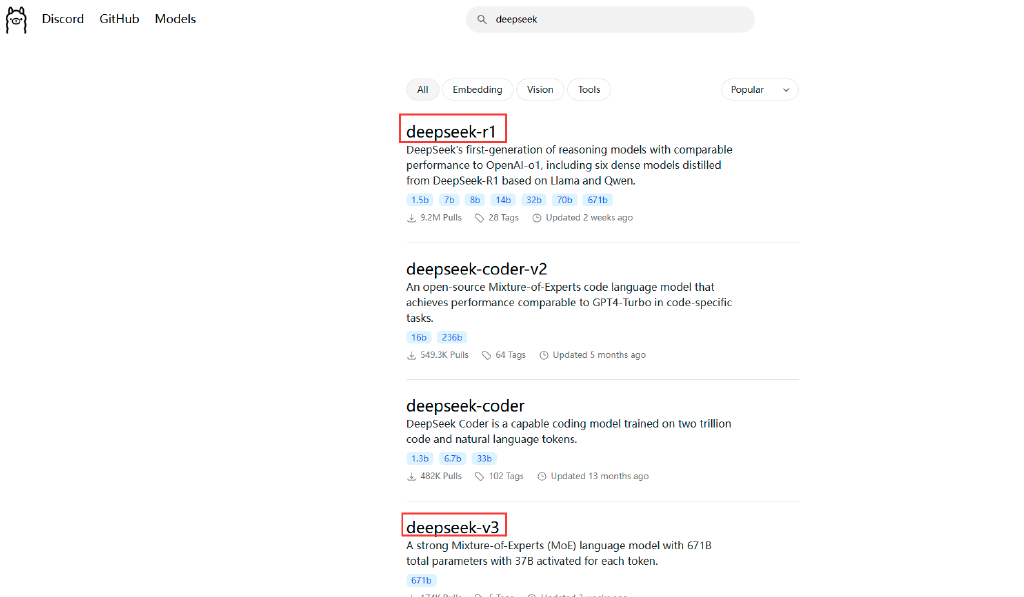 Discord GitHub Models
deepseek
All Embedding Vision Tools Popular
deepseek-r1
DeepSeek's first-generation of reasoning models with comparable
performance to OpenAI-o1, including six dense models distilled
from DeepSeek-R1 based on Llama and Qwen.
1.5b 7b 8b 14b 32b 70b 671b
9.2M Pulls 28 Tags Updated 2 weeks ago
deepseek-coder-v2
An open-source Mixture-of-Experts code language model that
achieves performance comparable to GPT4-Turbo in code-specific
tasks.
16b 236b
549.3K Pulls 64 Tags Updated 5 months ago
deepseek-coder
DeepSeek Coder is a capable coding model trained on two trillion
code and natural language tokens.
1.3b 6.7b 33b
482K Pulls 102 Tags Updated 13 months ago
deepseek-v3
A strong Mixture-of-Experts (MoE) language model with 671B
total parameters with 37B activated for each token.
671b
Pulls 5 Tags Updated weeks ago